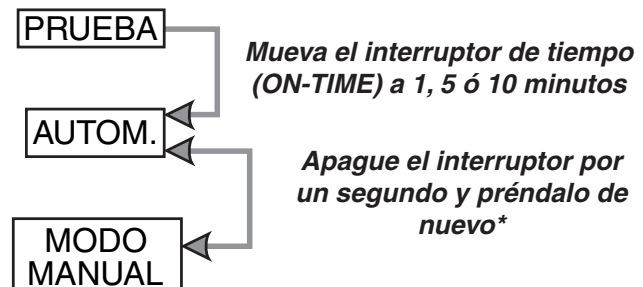 PRUEBA
Mueva el interruptor de tiempo
(ON-TIME) a 1, 5 ó 10 minutos
AUTOM.
Apague el interruptor por
un segundo y préndalo de
nuevo*
MODO
MANUAL